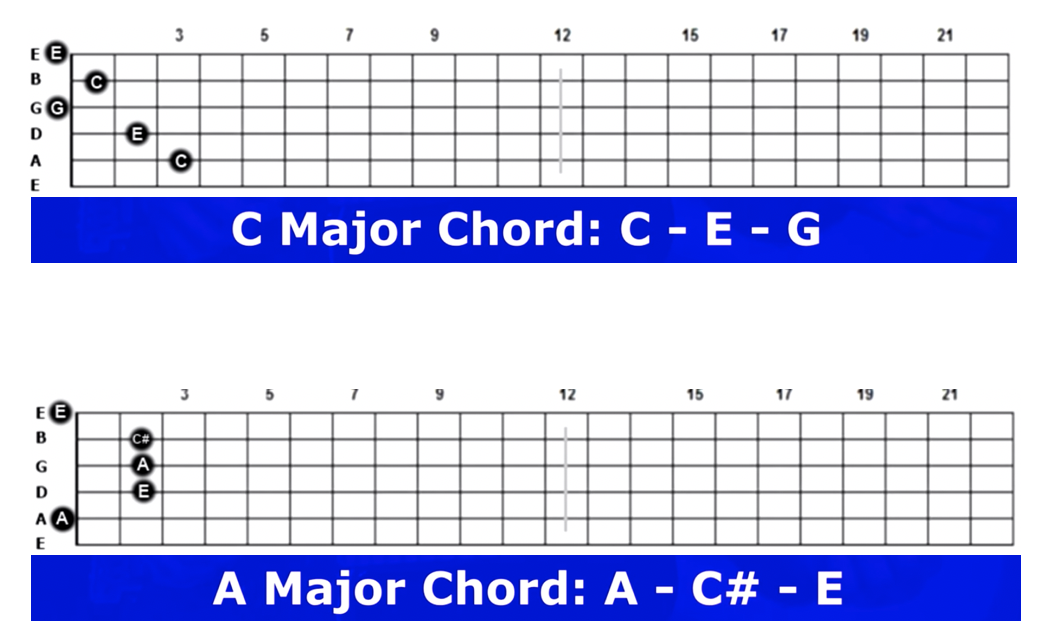 3 5 7 9 12 15 17 19 21
E E
B C
G G
D E
A C
E
C Major Chord: C - E - G
3 5 7 9 12 15 17 19 21
E E
B C#
G A
D E
A A
E
A Major Chord: A - C# - E